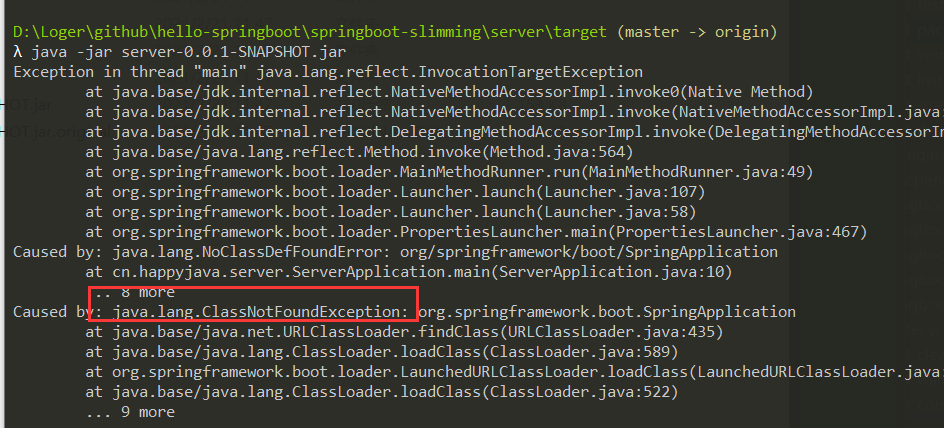 D:\Loger\github\hello-springboot\springboot-slimming\server\target (master -> origin)
λ java -jar server-0.0.1-SNAPSHOT.jar
Exception in thread "main" java.lang.reflect.InvocationTargetException
at java.base/jdk.internal.reflect.NativeMethodAccessorImpl.invoke0(Native Method)
at java.base/jdk.internal.reflect.NativeMethodAccessorImpl.invoke(NativeMethodAccessorImpl.java:
at java.base/jdk.internal.reflect.DelegatingMethodAccessorImpl.invoke(DelegatingMethodAccessorIm
at java.base/java.lang.reflect.Method.invoke(Method.java:564)
at org.springframework.boot.loader.MainMethodRunner.run(MainMethodRunner.java:49)
at org.springframework.boot.loader.Launcher.launch(Launcher.java:107)
at org.springframework.boot.loader.Launcher.launch(Launcher.java:58)
at org.springframework.boot.loader.PropertiesLauncher.main(PropertiesLauncher.java:467)
Caused by: java.lang.NoClassDefFoundError: org/springframework/boot/SpringApplication
at cn.happyjava.server.ServerApplication.main(ServerApplication.java:10)
.. 8 more
Caused by: java.lang.ClassNotFoundException: org.springframework.boot.SpringApplication
at java.base/java.net.URLClassLoader.findClass(URLClassLoader.java:435)
at java.base/java.lang.ClassLoader.loadClass(ClassLoader.java:589)
at org.springframework.boot.loader.LaunchedURLClassLoader.loadClass(LaunchedURLClassLoader.java:
at java.base/java.lang.ClassLoader.loadClass(ClassLoader.java:522)
... 9 more